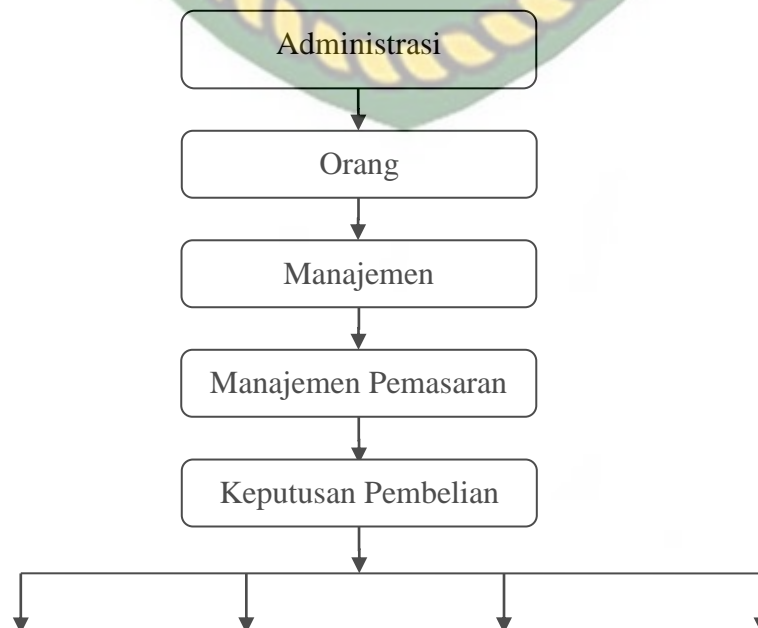 Administrasi
Orang
Manajemen
Manajemen Pemasaran
Keputusan Pembelian